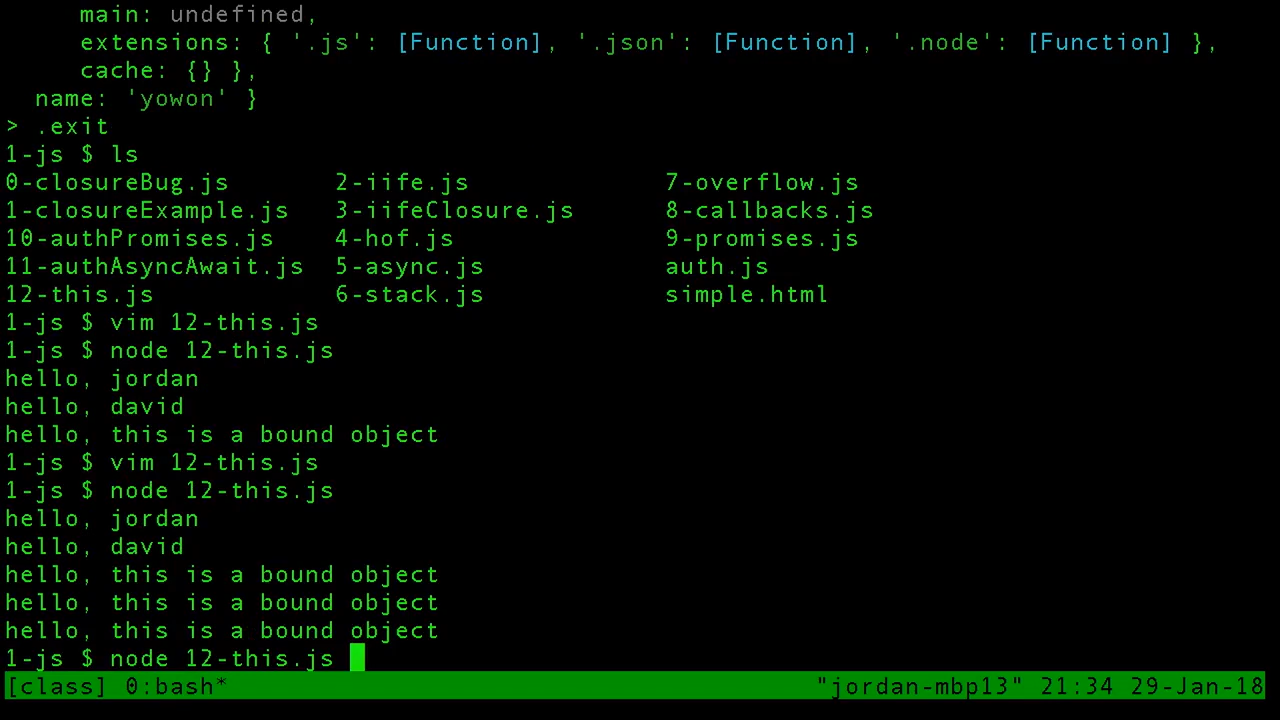 main: undefined,
extensions: { '.js': [Function], '.json': [Function], '.node': [Function] },
cache: {} },
name: 'yowon' }
> .exit
1-js $ ls
0-closureBug.js 2-iife.js 7-overflow.js
1-closureExample.js 3-iifeClosure.js 8-callbacks.js
10-authPromises.js 4-hof.js 9-promises.js
11-authAsyncAwait.js 5-async.js auth.js
12-this.js 6-stack.js simple.html
1-js $ vim 12-this.js
1-js $ node 12-this.js
hello, jordan
hello, david
hello, this is a bound object
1-js $ vim 12-this.js
1-js $ node 12-this.js
hello, jordan
hello, david
hello, this is a bound object
hello, this is a bound object
hello, this is a bound object
1-js $ node 12-this.js
[class] 0:bash* "jordan-mbp13" 21:34 29-Jan-18